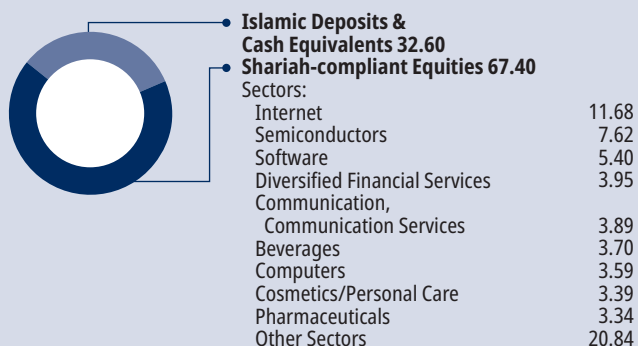 Islamic Deposits &
Cash Equivalents 32.60
Shariah-compliant Equities 67.40
Sectors:
Internet 11.68
Semiconductors 7.62
Software 5.40
Diversified Financial Services 3.95
Communication,
Communication Services 3.89
Beverages 3.70
Computers 3.59
Cosmetics/Personal Care 3.39
Pharmaceuticals 3.34
Other Sectors 20.84